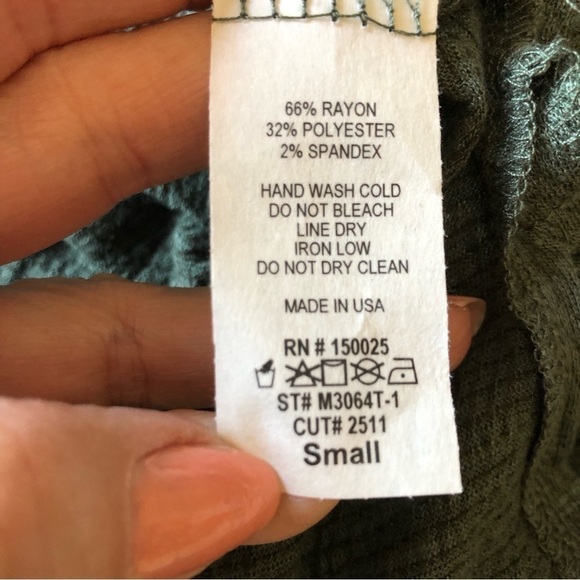 66% RAYON
32% POLYESTER
2% SPANDEX
HAND WASH COLD
DO NOT BLEACH
LINE DRY
IRON LOW
DO NOT DRY CLEAN
MADE IN USA
RN # 150025
ST# M3064T-1
CUT# 2511
Small